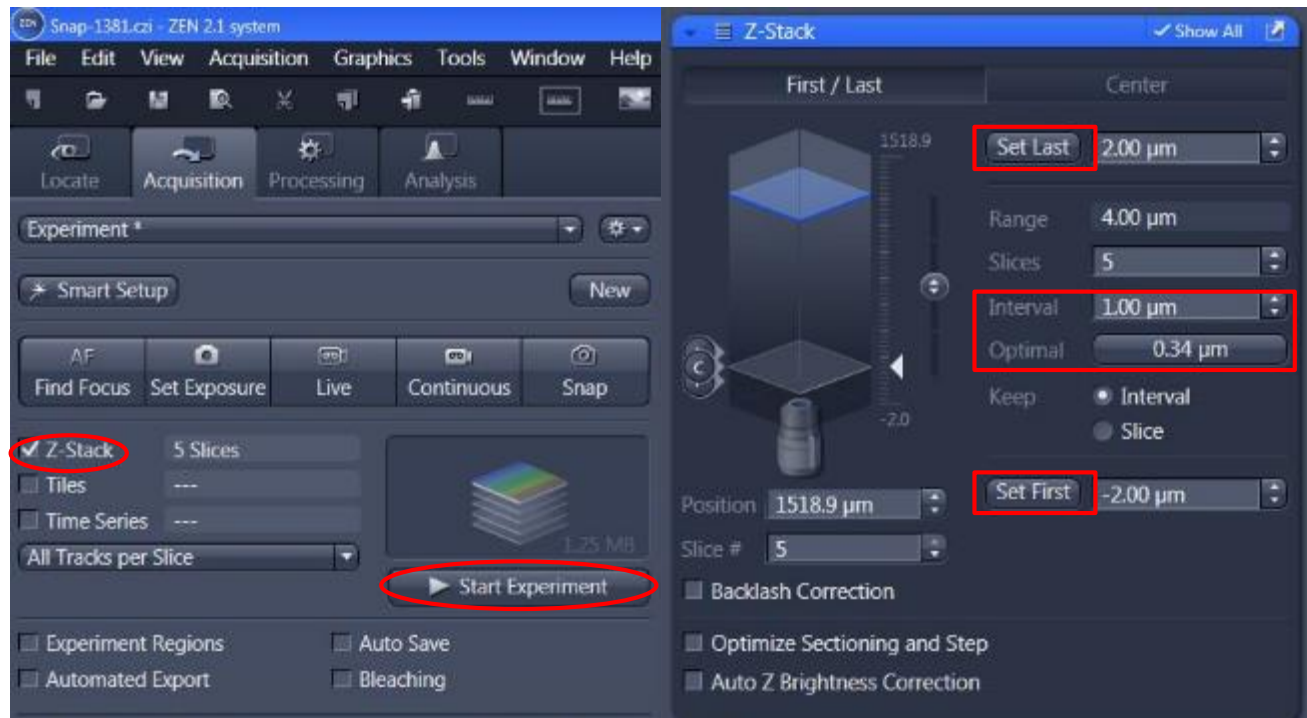 ZEN Snap-1381.czi - ZEN 2.1 system
File Edit View Acquisition Graphics Tools Window Help
Locate Acquisition Processing Analysis
Experiment *
Smart Setup New
AF
Find Focus Set Exposure Live Continuous Snap
Z-Stack 5 Slices
Tiles ---
Time Series ---
All Tracks per Slice
1.25 MB
Start Experiment
Experiment Regions Auto Save
Automated Export Bleaching
Z-Stack Show All
First / Last Center
1518.9
Set Last 2.00 µm
Range 4.00 µm
Slices 5
Interval 1.00 µm
Optimal 0.34 µm
C
Keep Interval
-2.0
Slice
Set First -2.00 µm
Position 1518.9 µm
Slice # 5
Backlash Correction
Optimize Sectioning and Step
Auto Z Brightness Correction